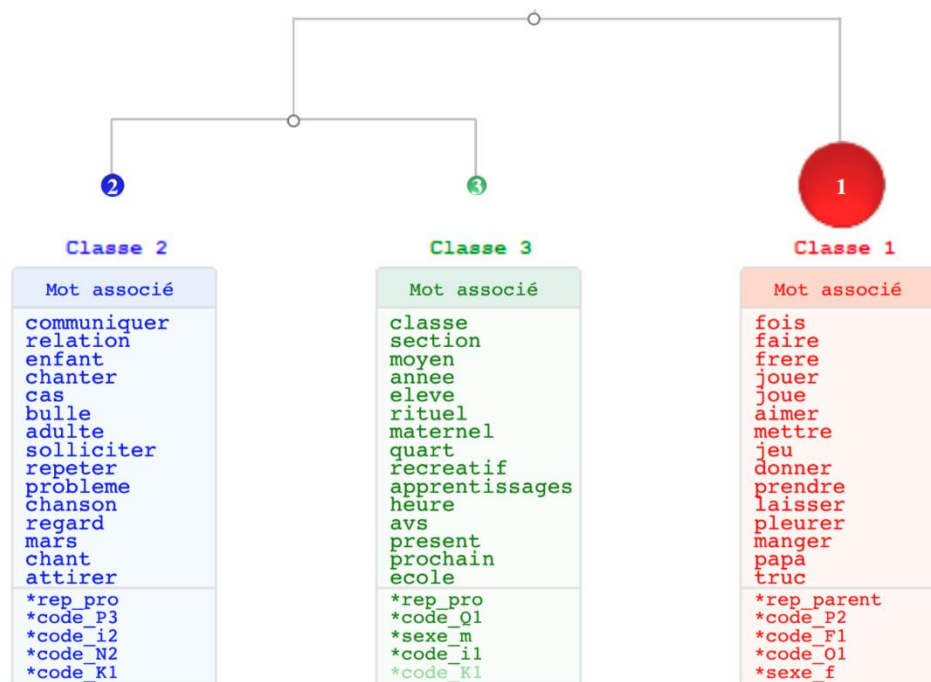 2
3
1
Classe 2
Classe 3
Classe 1
Mot associé
communiquer
relation
enfant
chanter
cas
bulle
adulte
solliciter
repeter
probleme
chanson
regard
mars
chant
attirer
*rep_pro
*code_P3
*code_i2
*code_N2
*code_K1
Mot associé
classe
section
moyen
annee
eleve
rituel
maternel
quart
recreatif
apprentissages
heure
avs
present
prochain
ecole
*rep_pro
*code_Q1
*sexe_m
*code_i1
*code_K1
Mot associé
fois
faire
frere
jouer
joue
aimer
mettre
jeu
donner
prendre
laisser
pleurer
manger
papa
truc
*rep_parent
*code_P2
*code_F1
*code_O1
*sexe_f